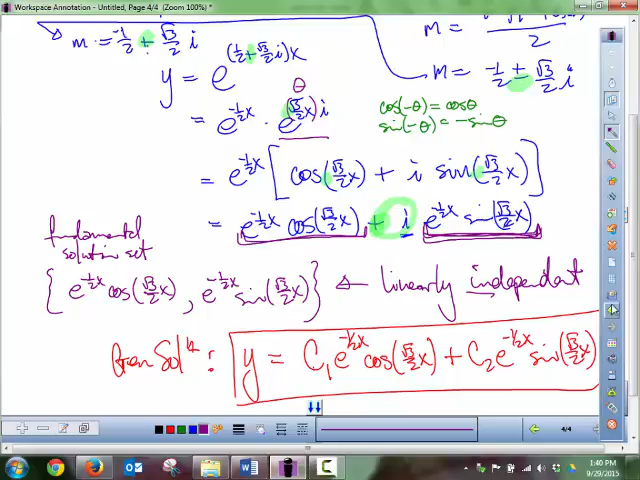 Workspace Annotation - Untitled, Page 4/4 (Zoom 200%) *
m = -1/2 + √3/2 i
2
m = -1/2 ± √3/2 i
y = e^(1/2 + √3/2 i)x
θ
= e^-1/2x · e^(√3/2 x)i
cos(-θ) = cosθ
sin(-θ) = -sinθ
= e^-1/2x [ cos(√3/2 x) + i sin(√3/2 x) ]
= e^-1/2x cos(√3/2 x) + i e^-1/2x sin(√3/2 x)
fundamental
solution set
{ e^-1/2x cos(√3/2 x) , e^-1/2x sin(√3/2 x) } ← linearly independent
Gen Sol'n : y = C₁e^-1/2x cos(√3/2 x) + C₂e^-1/2x sin(√3/2 x)
4/4
1:40 PM
9/29/2015